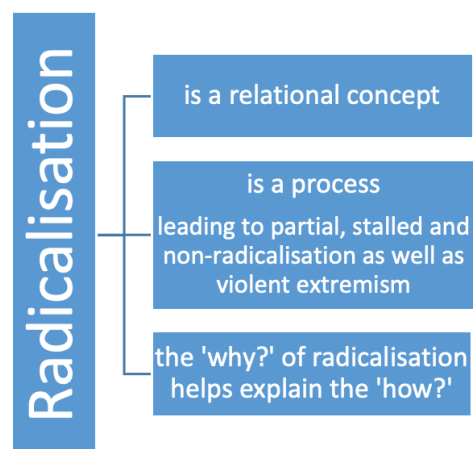 Radicalisation
is a relational concept
is a process
leading to partial, stalled and
non-radicalisation as well as
violent extremism
the 'why?' of radicalisation
helps explain the 'how?'